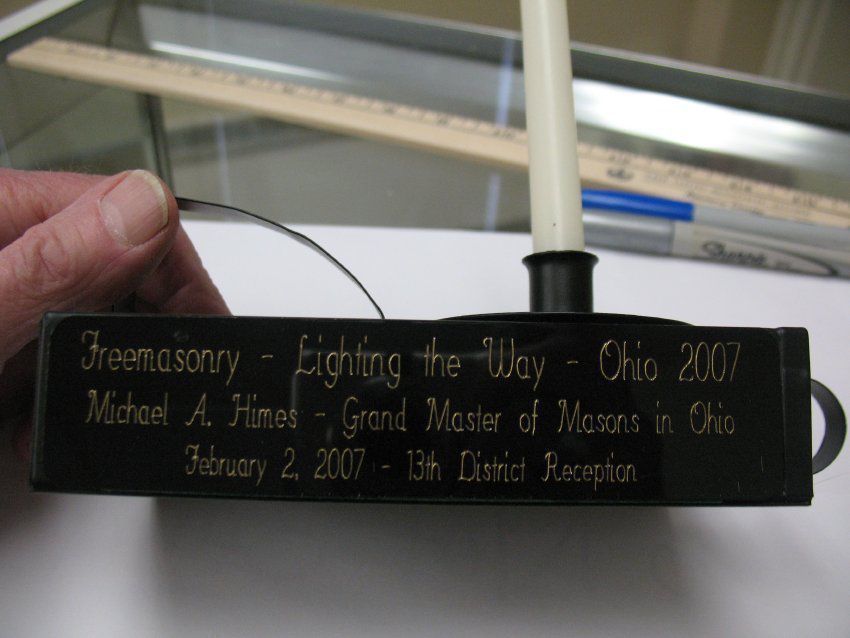 Sharpie
Freemasonry - Lighting the Way - Ohio 2007
Michael A. Himes - Grand Master of Masons in Ohio
February 2, 2007 - 13th District Reception